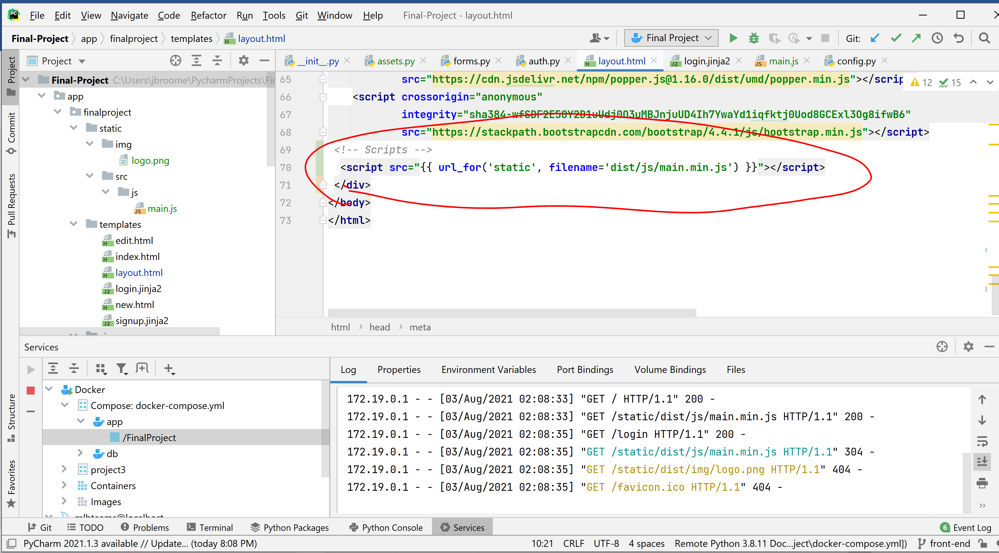 PC File Edit View Navigate Code Refactor Run Tools Git Window Help Final-Project - layout.html
Final-Project app finalproject templates layout.html Final Project Git:
Project
__init__.py assets.py forms.py auth.py layout.html login.jinja2 main.js config.py
Final-Project C:\Users\jbroome\PycharmProjects\Fir
app
finalproject
static
img
logo.png
src
js
main.js
templates
edit.html
index.html
layout.html
login.jinja2
new.html
signup.jinja2
65 src="https://cdn.jsdelivr.net/npm/popper.js@1.16.0/dist/umd/popper.min.js"></scrip 12 15
66 <script crossorigin="anonymous"
67 integrity="sha384-wfSDF2E50Y2D1uUdj0O3uMBJnjuUD4Ih7YwaYd1iqfktj0Uod8GCExl3Og8ifwB6"
68 src="https://stackpath.bootstrapcdn.com/bootstrap/4.4.1/js/bootstrap.min.js"></script>
69 <!-- Scripts -->
70 <script src="{{ url_for('static', filename='dist/js/main.min.js') }}"></script>
71 </div>
72 </body>
73 </html>
html head meta
Project
Commit
Pull Requests
Structure
Favorites
Services
Log Properties Environment Variables Port Bindings Volume Bindings Files
Docker
Compose: docker-compose.yml
app
/FinalProject
db
project3
Containers
Images
mlbteams@localhost
172.19.0.1 - - [03/Aug/2021 02:08:33] "GET / HTTP/1.1" 200 -
172.19.0.1 - - [03/Aug/2021 02:08:33] "GET /static/dist/js/main.min.js HTTP/1.1" 200 -
172.19.0.1 - - [03/Aug/2021 02:08:35] "GET /login HTTP/1.1" 200 -
172.19.0.1 - - [03/Aug/2021 02:08:35] "GET /static/dist/js/main.min.js HTTP/1.1" 304 -
172.19.0.1 - - [03/Aug/2021 02:08:35] "GET /static/dist/img/logo.png HTTP/1.1" 404 -
172.19.0.1 - - [03/Aug/2021 02:08:35] "GET /favicon.ico HTTP/1.1" 404 -
Git TODO Problems Terminal Python Packages Python Console Services 6 Event Log
PyCharm 2021.1.3 available // Update... (today 8:08 PM) 10:21 CRLF UTF-8 4 spaces Remote Python 3.8.11 Doc...ject\docker-compose.yml]) front-end